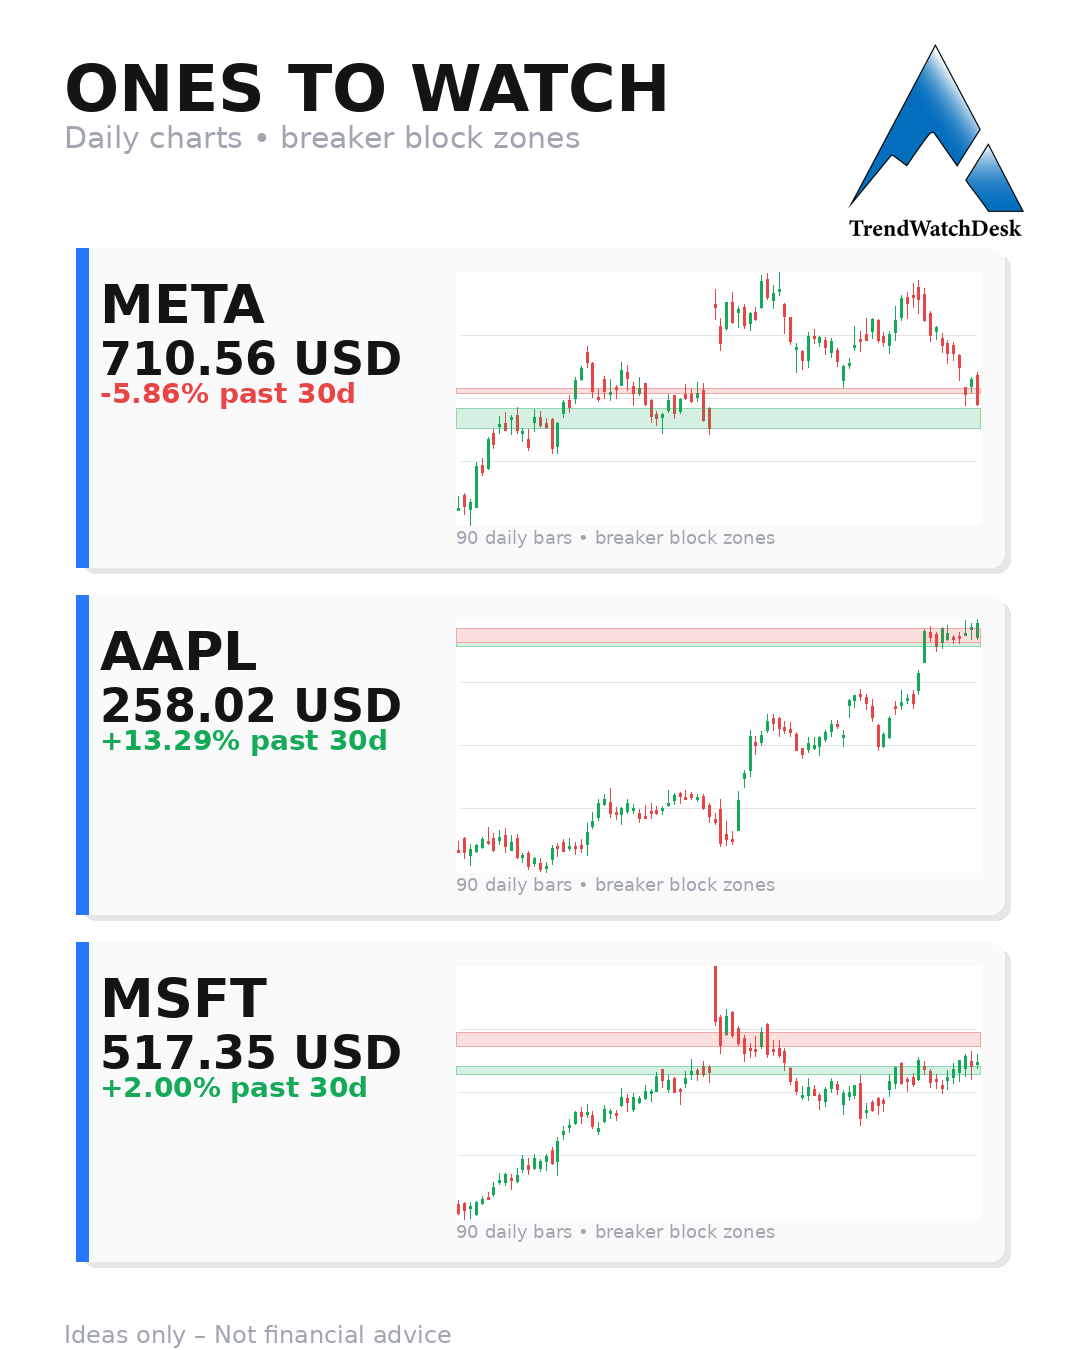 ONES TO WATCH
Daily charts • breaker block zones
TrendWatchDesk
META
710.56 USD
-5.86% past 30d
90 daily bars • breaker block zones
AAPL
258.02 USD
+13.29% past 30d
90 daily bars • breaker block zones
MSFT
517.35 USD
+2.00% past 30d
90 daily bars • breaker block zones
Ideas only – Not financial advice